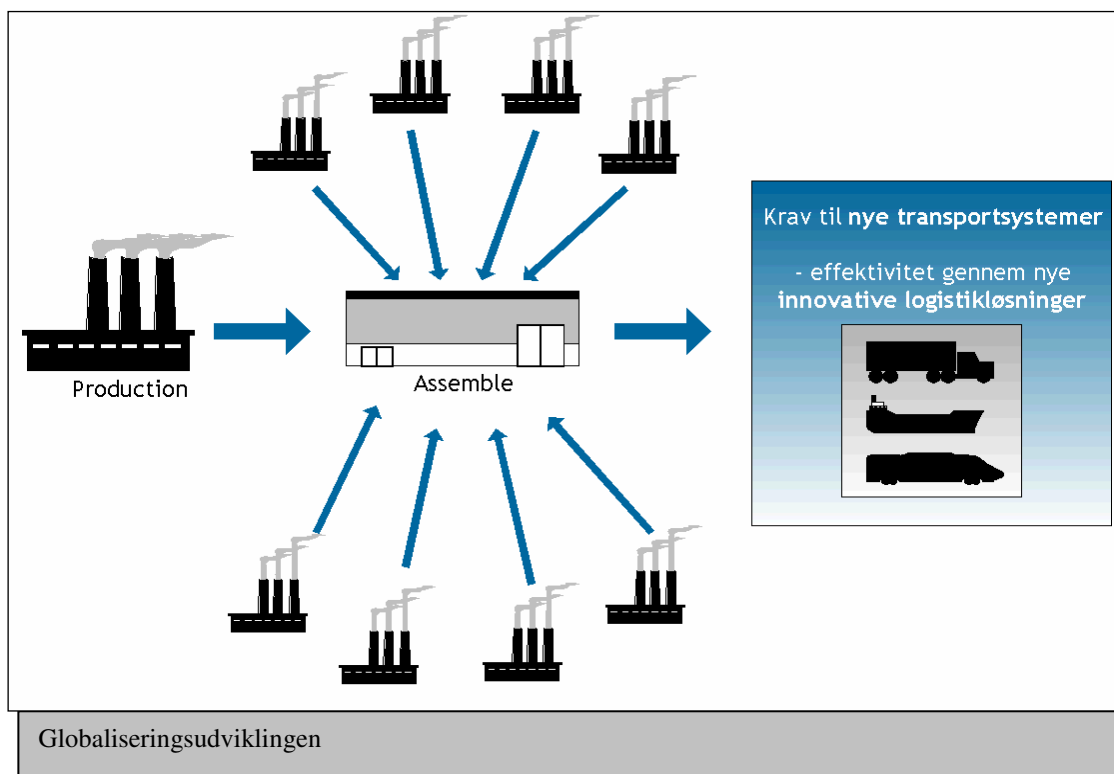 Krav til nye transportsystemer
- effektivitet gennem nye
innovative logistikløsninger
Production
Assemble
Globaliseringsudviklingen